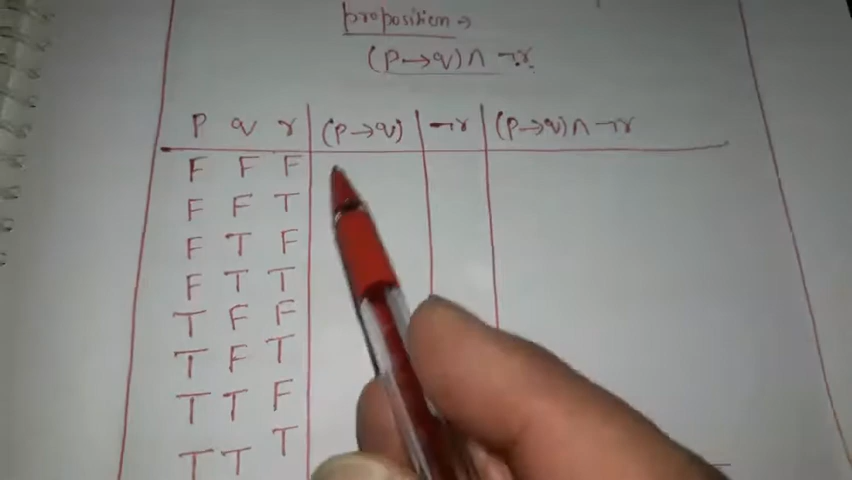 proposition →
(p→q)∧ ¬r.
p q r (p→q) ¬r (p→q)∧¬r
F F F
F F T
F T F
F T T
T F F
T F T
T T F
T T T